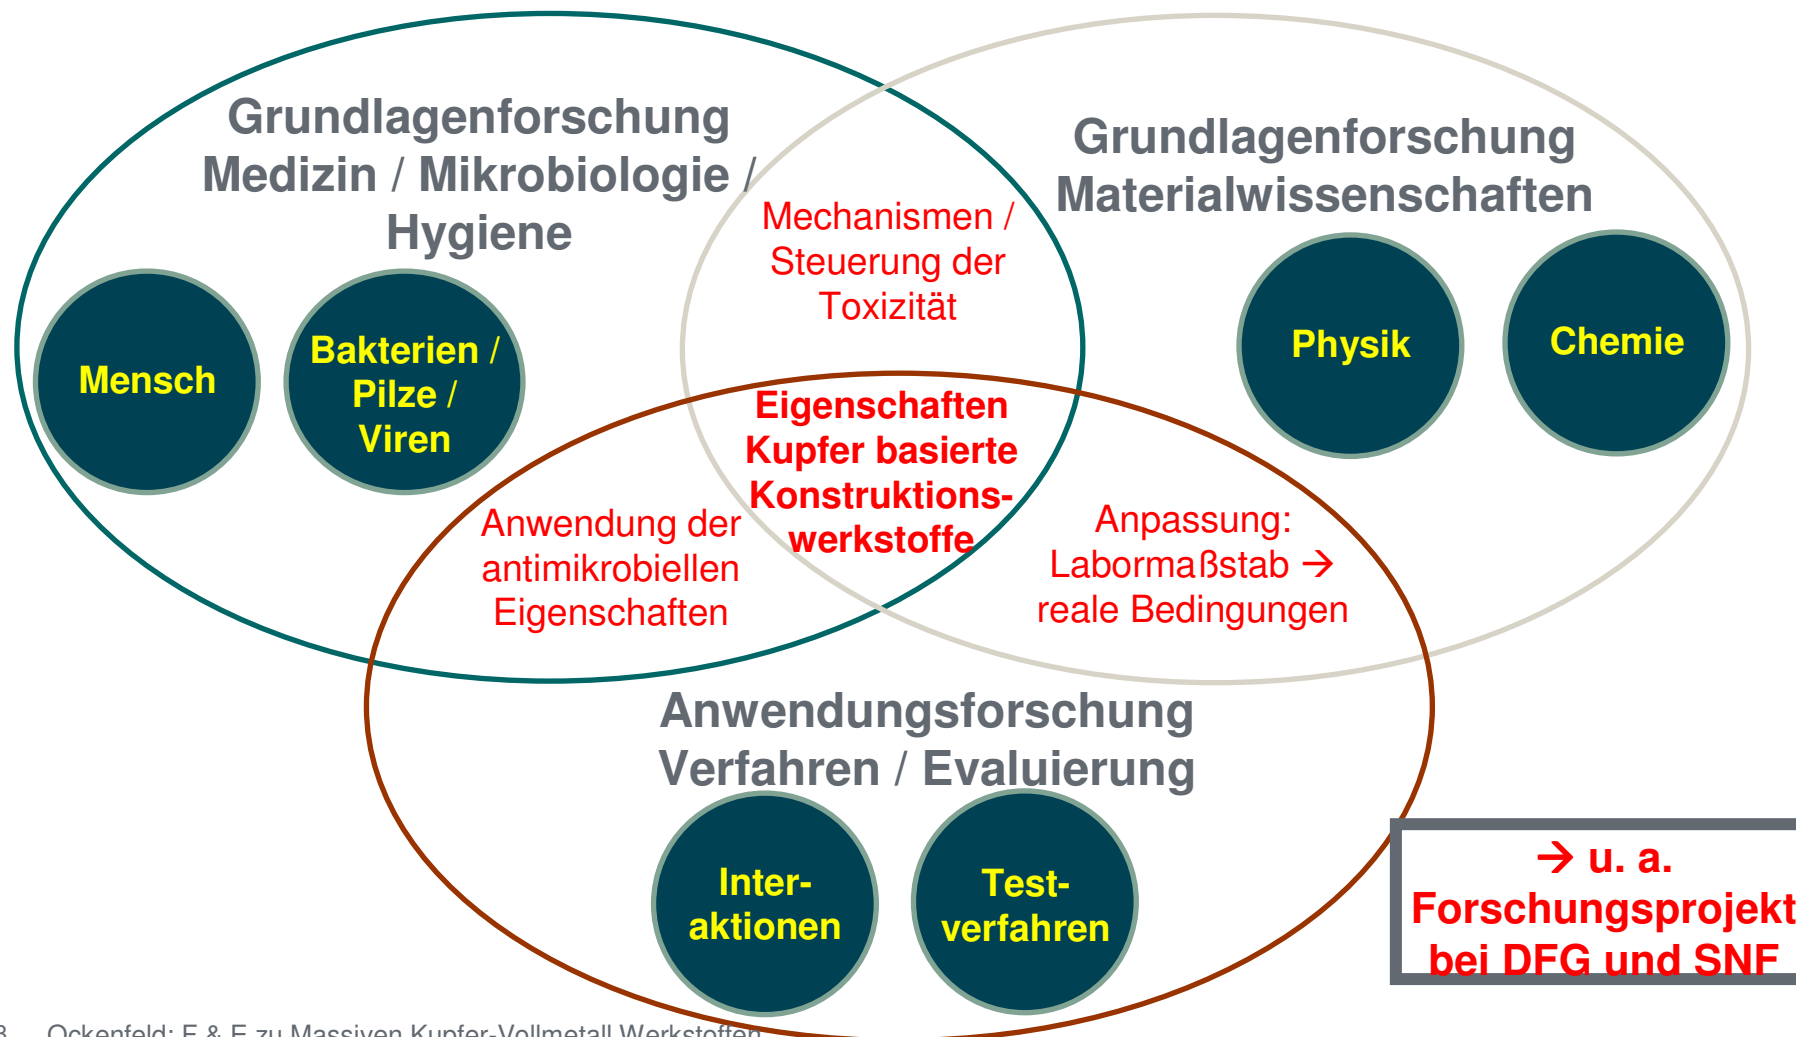 Grundlagenforschung
Medizin / Mikrobiologie /
Hygiene
Grundlagenforschung
Materialwissenschaften
Mechanismen /
Steuerung der
Toxizität
Mensch
Bakterien /
Pilze /
Viren
Physik
Chemie
Eigenschaften
Kupfer basierte
Konstruktions-
werkstoffe
Anwendung der
antimikrobiellen
Eigenschaften
Anpassung:
Labormaßstab →
reale Bedingungen
Anwendungsforschung
Verfahren / Evaluierung
Inter-
aktionen
Test-
verfahren
→ u. a.
Forschungsprojekt
bei DFG und SNF
Ockenfeld: F & E zu Massiven Kupfer-Vollmetall Werkstoffen